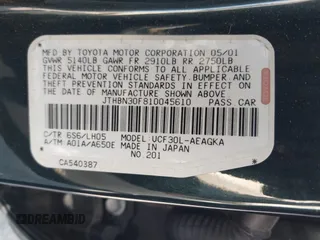 MFD. BY TOYOTA MOTOR CORPORATION 05/01
GVWR 5140LB GAWR FR 2910LB RR 2750LB
THIS VEHICLE CONFORMS TO ALL APPLICABLE
FEDERAL MOTOR VEHICLE SAFETY, BUMPER, AND
THEFT PREVENTION STANDARDS IN EFFECT ON
THE DATE OF MANUFACTURE SHOWN ABOVE.
JTHBN30F810045610 PASS. CAR
C/TR 6S6/LH05 MODEL UCF30L-AEAGKA
A/TM A01A/A650E MADE IN JAPAN
NO.201
CA540387
DREAMBID